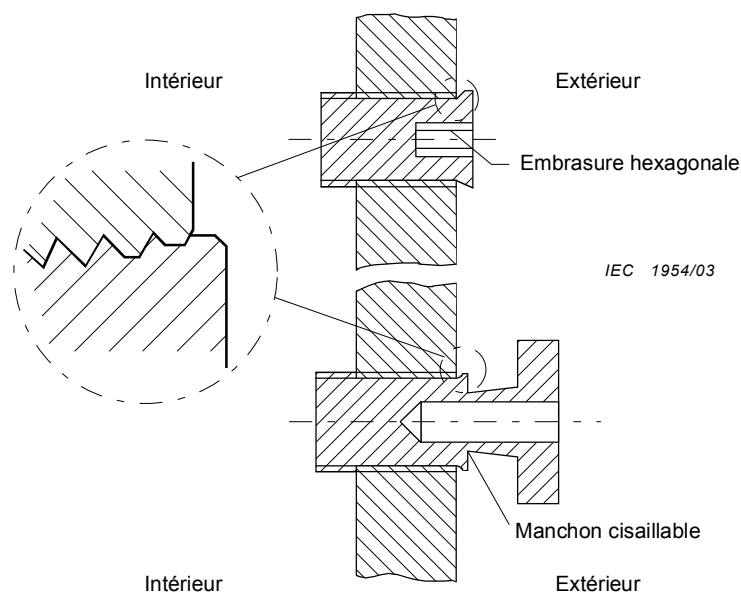 Intérieur
Extérieur
Embrasure hexagonale
IEC 1954/03
Manchon cisaillable
Intérieur
Extérieur